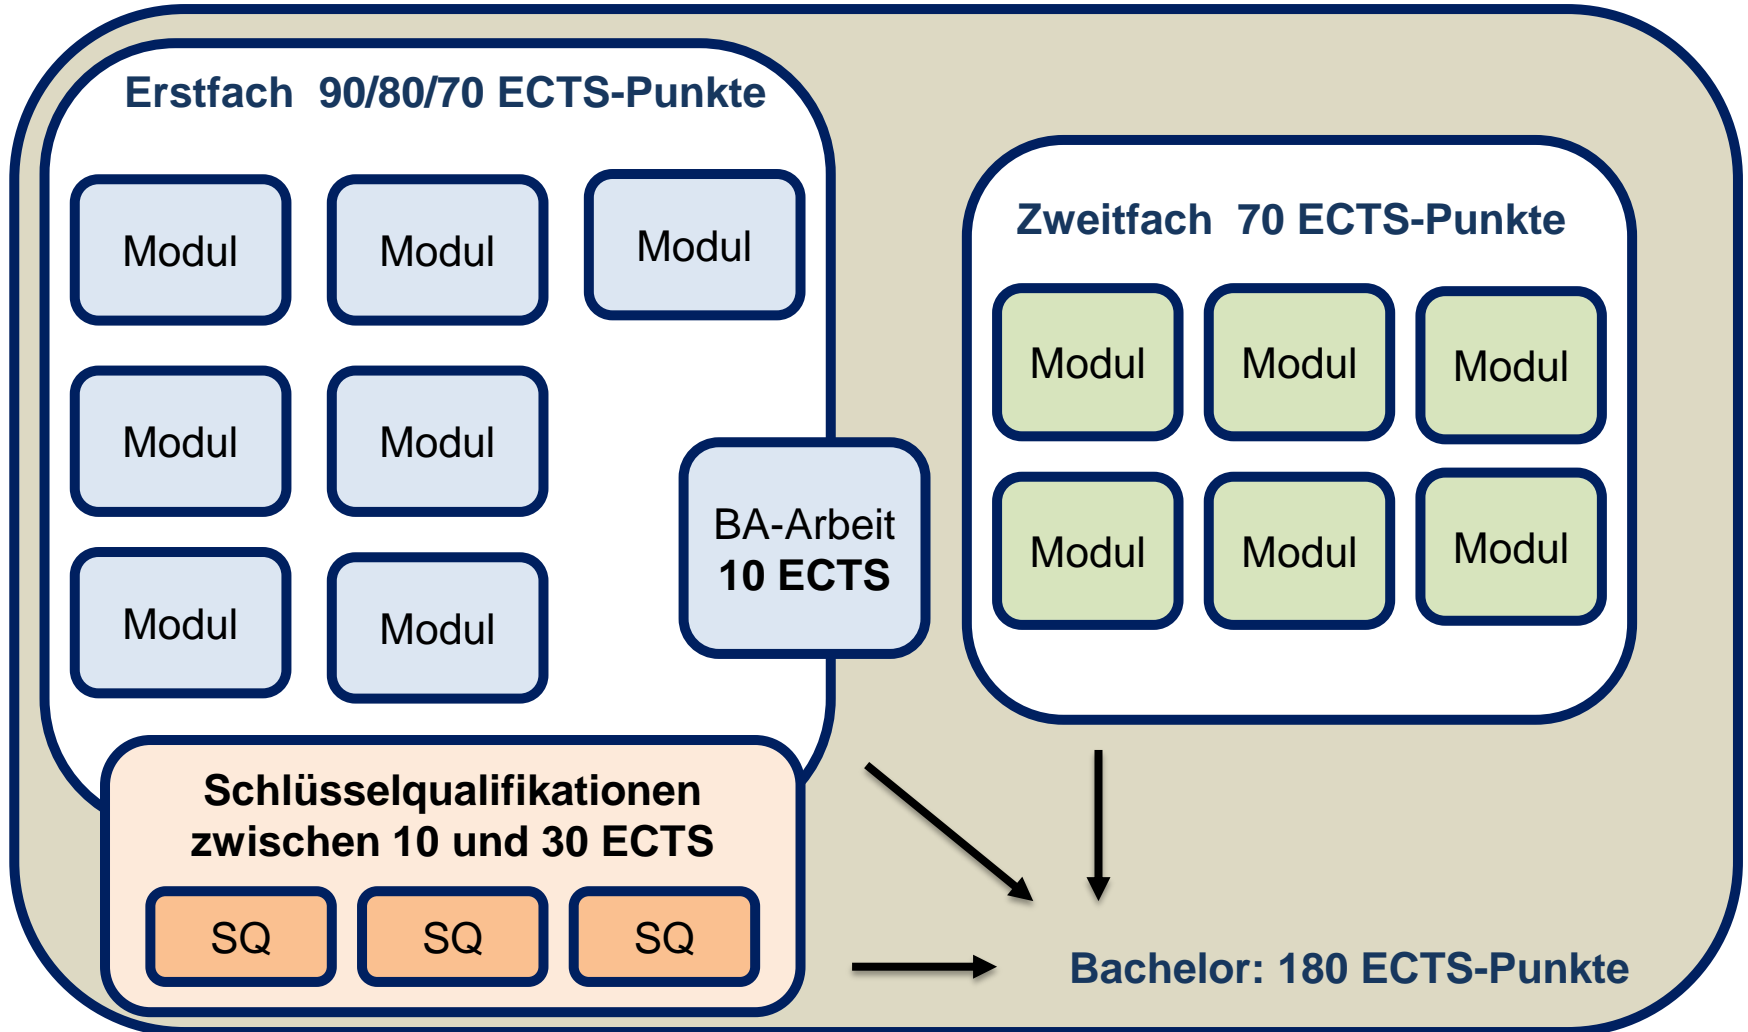 Erstfach 90/80/70 ECTS-Punkte
Modul
Modul
Modul
Modul
Modul
Modul
Modul
BA-Arbeit
10 ECTS
Zweitfach 70 ECTS-Punkte
Modul
Modul
Modul
Modul
Modul
Modul
Schlüsselqualifikationen
zwischen 10 und 30 ECTS
SQ
SQ
SQ
Bachelor: 180 ECTS-Punkte